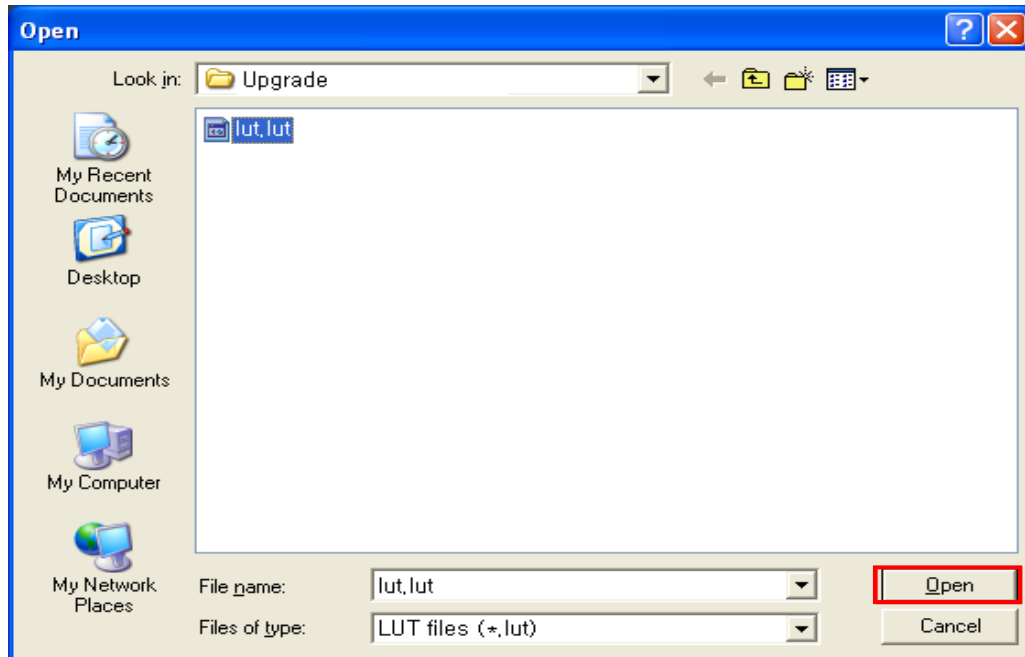 Open
Look in: Upgrade
lut.lut
My Recent
Documents
Desktop
My Documents
My Computer
My Network
Places
File name: lut.lut Open
Files of type: LUT files (*.lut) Cancel